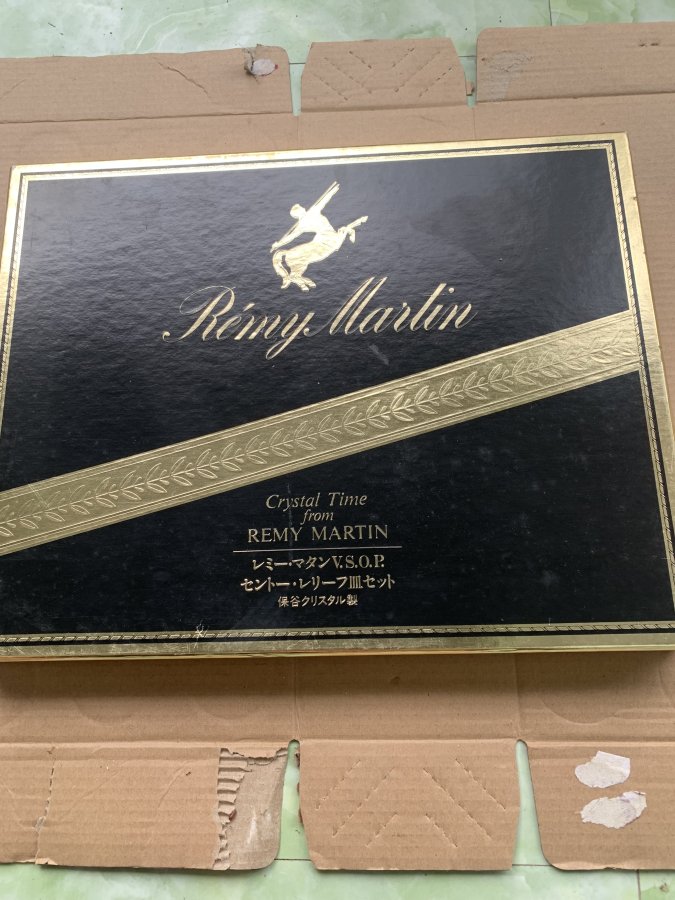 Rémy Martin
Crystal Time
from
REMY MARTIN
レミー・マタンV.S.O.P.
セントー・レリーフ皿セット
保谷クリスタル製